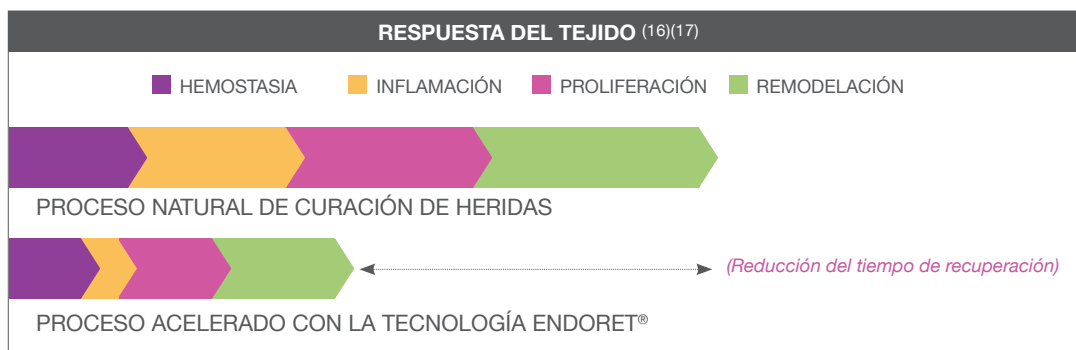 RESPUESTA DEL TEJIDO (16)(17)
HEMOSTASIA INFLAMACIÓN PROLIFERACIÓN REMODELACIÓN
PROCESO NATURAL DE CURACIÓN DE HERIDAS
(Reducción del tiempo de recuperación)
PROCESO ACELERADO CON LA TECNOLOGÍA ENDORET®